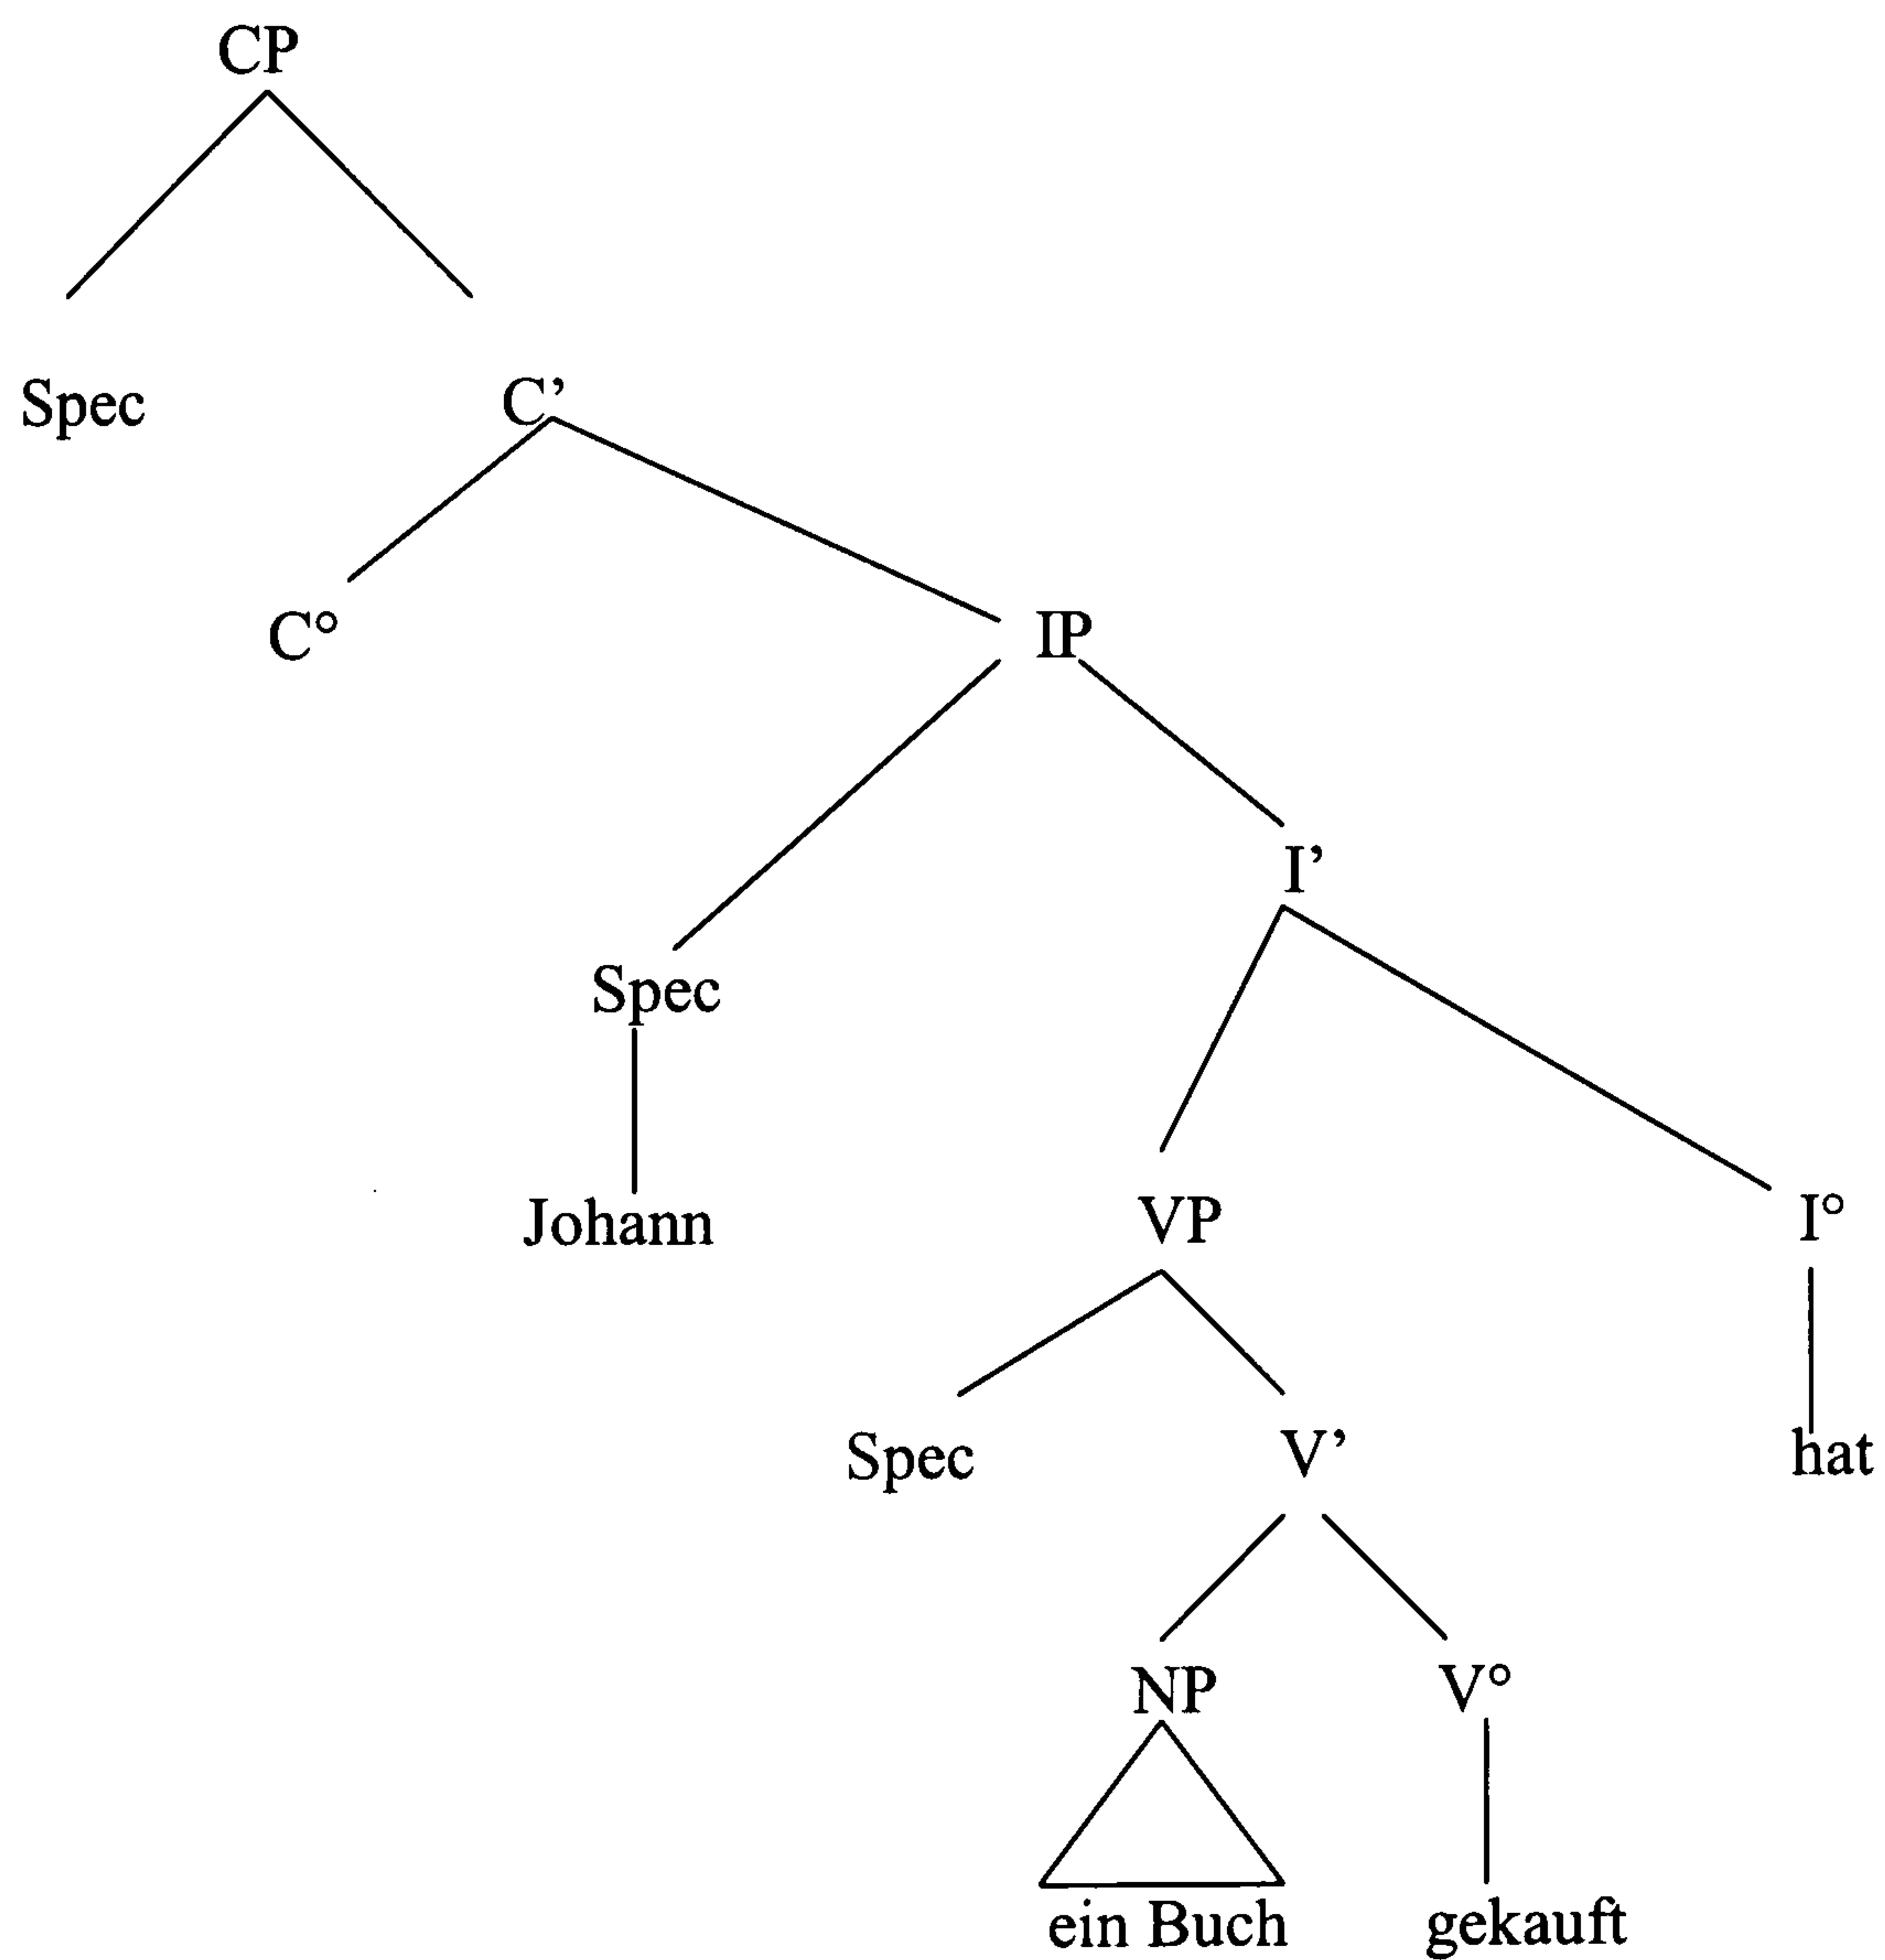 CP
Spec C’
C° IP
I’
Spec
Johann VP I°
Spec V’ hat
NP V°
ein Buch gekauft